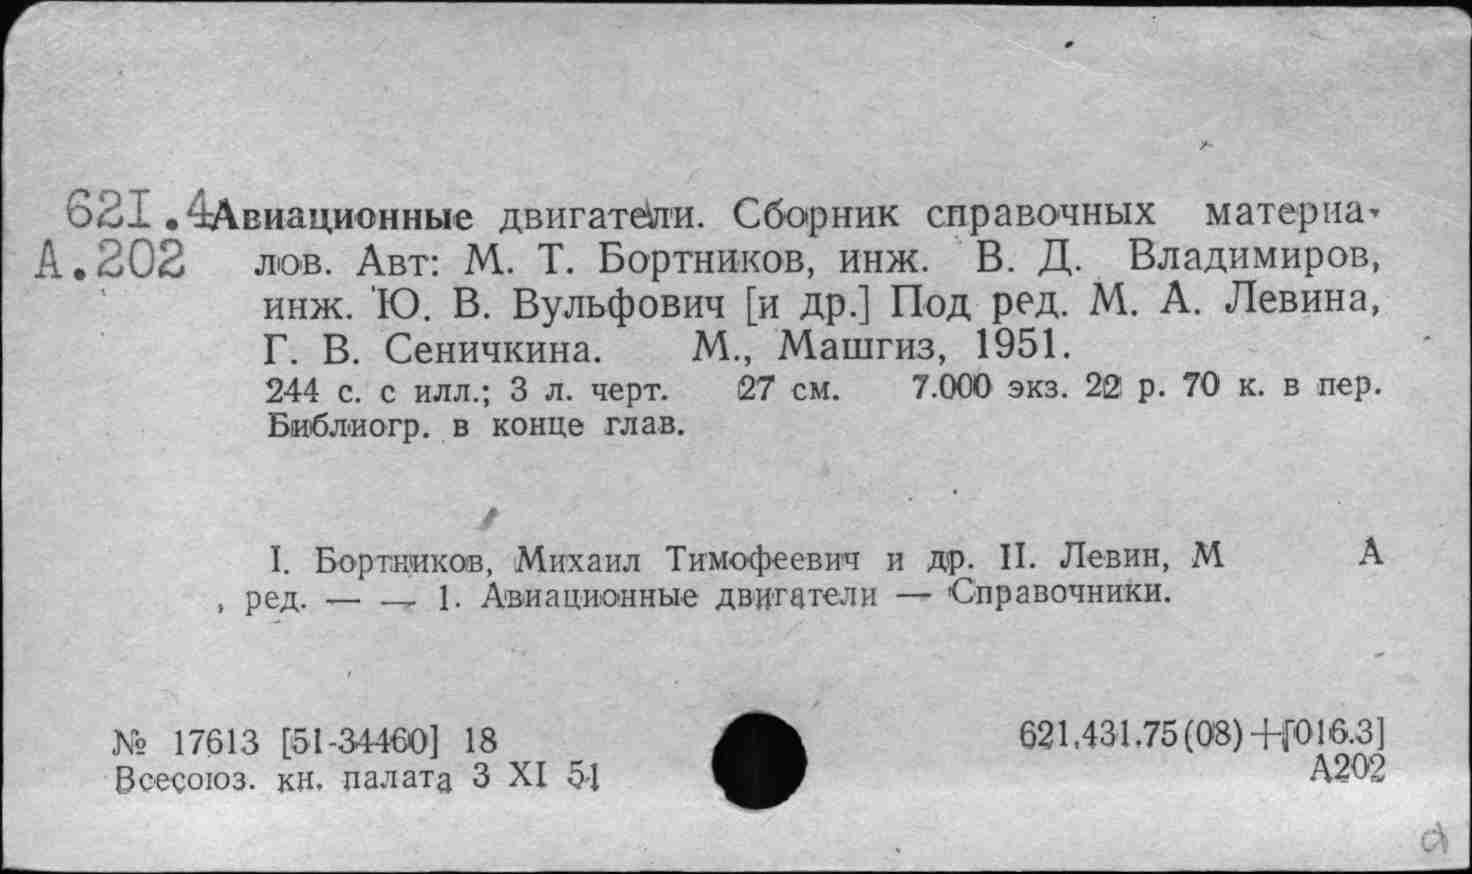 621.4 Авиационные двигатели. Сборник справочных материа-
А.202 лов. Авт: М. Т. Бортников, инж. В. Д. Владимиров,
инж. Ю. В. Вульфович [и др.] Под ред. М. А. Левина,
Г. В. Сеничкина. М., Машгиз, 1951.
244 с. с илл.; 3 л. черт. 27 см. 7.000 экз. 22 р. 70 к. в пер.
Библиогр. в конце глав.
I. Бортников, Михаил Тимофеевич и др. II. Левин, М А
, ред. — — 1. Авиационные двигатели — Справочники.
№ 17613 [51-34460] 18 621.431.75(08)+[016.3]
Всесоюз. кн. палата 3 XI 51 А202